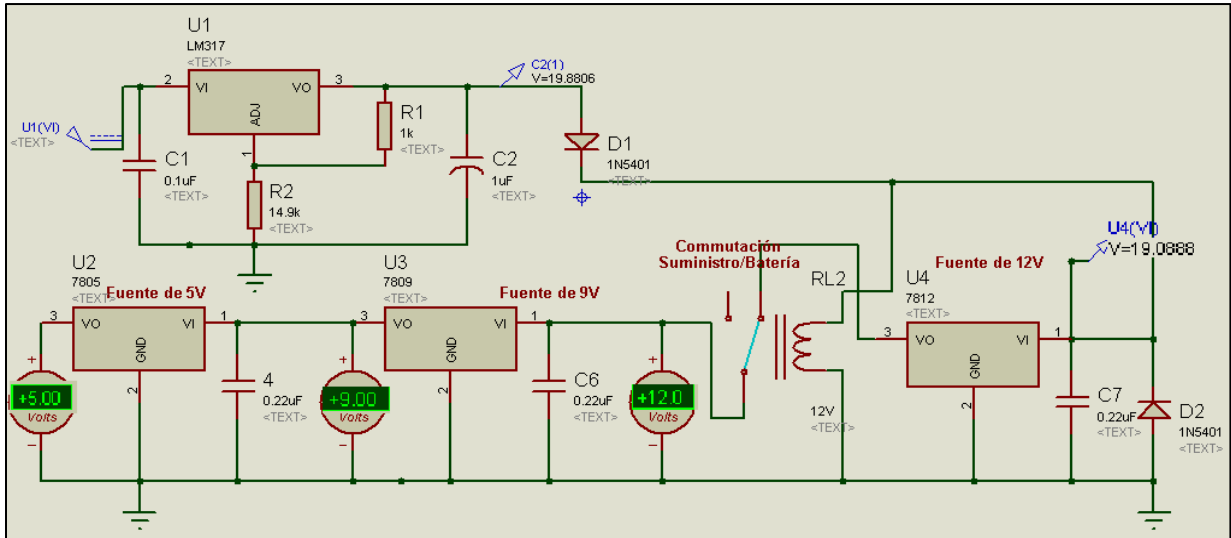 U1
LM317
<TEXT>
2
VI
VO
3
ADJ
1
C2(1)
V=19.8806
U1(VI)
<TEXT>
C1
0.1uF
<TEXT>
R1
1k
<TEXT>
R2
14.9k
<TEXT>
C2
1uF
<TEXT>
D1
1N5401
<TEXT>
U2
7805
<TEXT>
Fuente de 5V
3
VO
VI
1
GND
2
U3
7809
<TEXT>
Fuente de 9V
3
VO
VI
1
GND
2
Commutación
Suministro/Batería
RL2
12V
<TEXT>
U4
7812
<TEXT>
Fuente de 12V
3
VO
VI
1
GND
2
U4(VI)
V=19.0888
+
+5.00
Volts
−
4
0.22uF
<TEXT>
+
+9.00
Volts
−
C6
0.22uF
<TEXT>
+
+12.0
Volts
−
C7
0.22uF
<TEXT>
D2
1N5401
<TEXT>